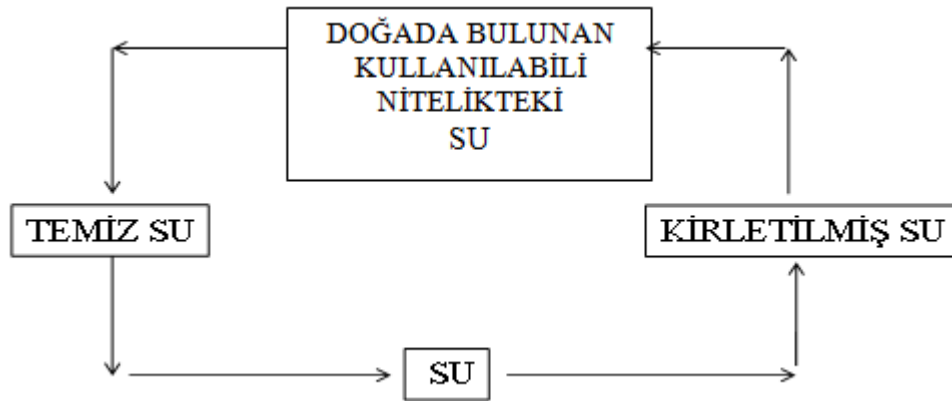 DOĞADA BULUNAN
KULLANILABİLİ
NİTELİKTEKİ
SU
TEMİZ SU
KİRLETİLMİŞ SU
SU